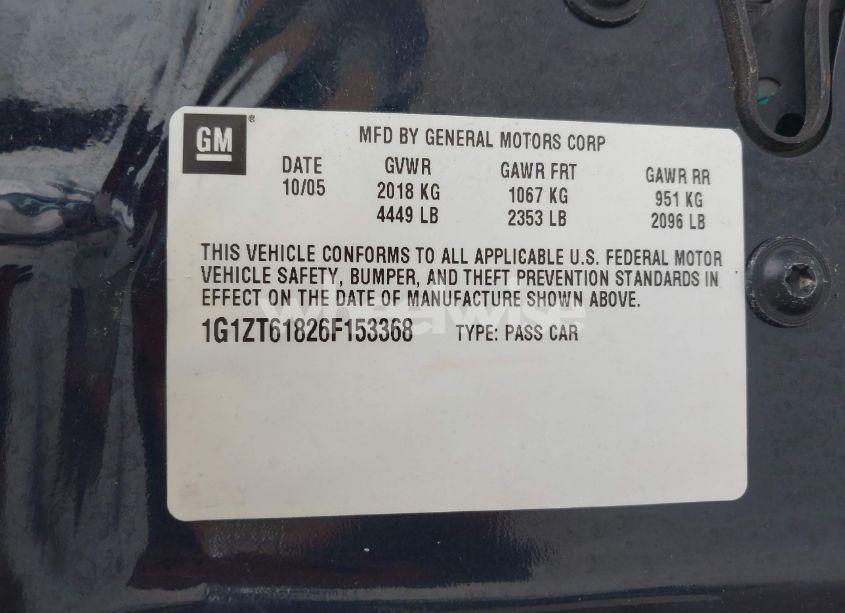 GM®
MFD BY GENERAL MOTORS CORP
DATE GVWR GAWR FRT GAWR RR
10/05 2018 KG 1067 KG 951 KG
4449 LB 2353 LB 2096 LB
THIS VEHICLE CONFORMS TO ALL APPLICABLE U.S. FEDERAL MOTOR
VEHICLE SAFETY, BUMPER, AND THEFT PREVENTION STANDARDS IN
EFFECT ON THE DATE OF MANUFACTURE SHOWN ABOVE.
wheelwise
1G1ZT61826F153368 TYPE: PASS CAR